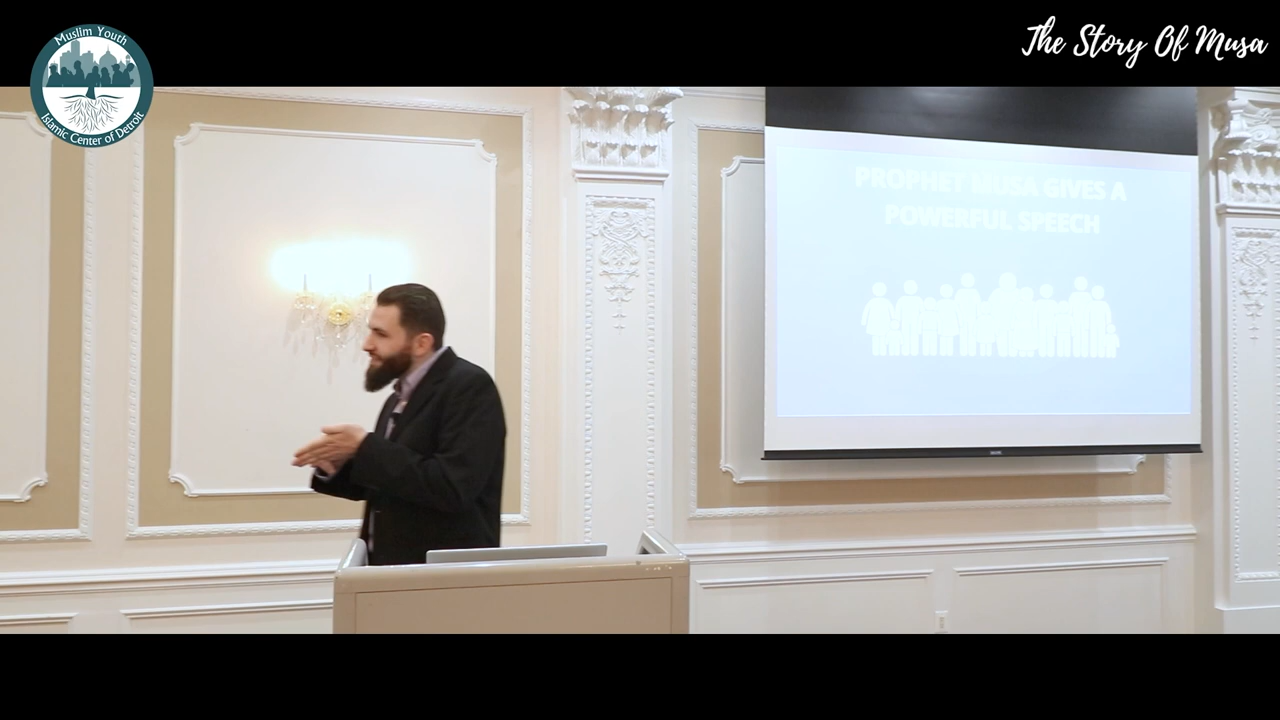 Muslim Youth
Islamic Center of Detroit
The Story Of Musa
PROPHET MUSA GIVES A
POWERFUL SPEECH